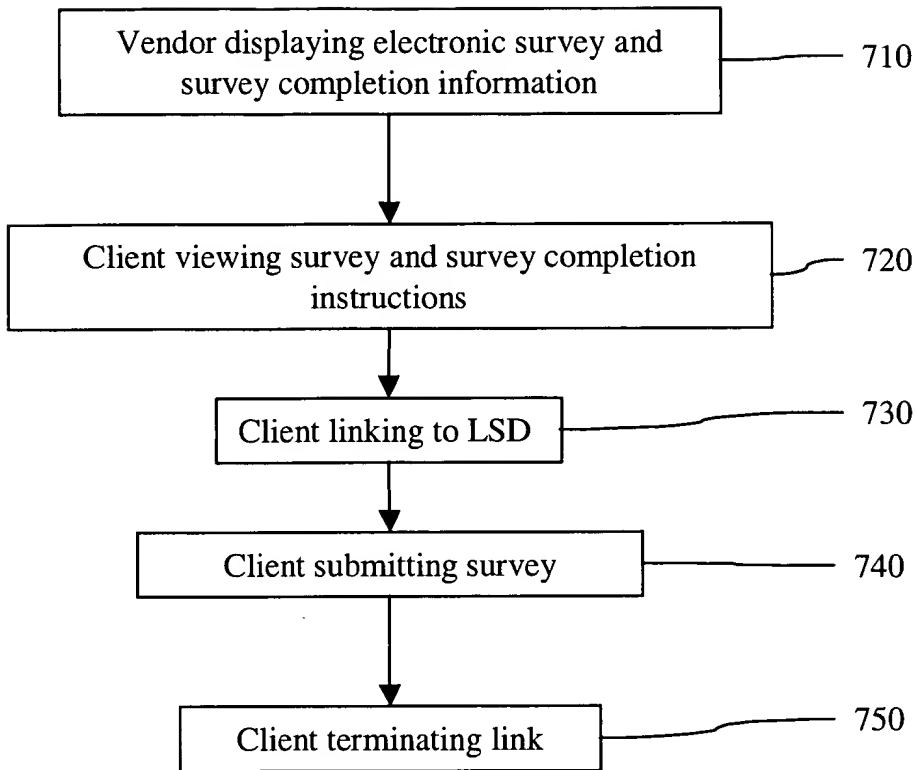 Vendor displaying electronic survey and
survey completion information
710
Client viewing survey and survey completion
instructions
720
Client linking to LSD
730
Client submitting survey
740
Client terminating link
750